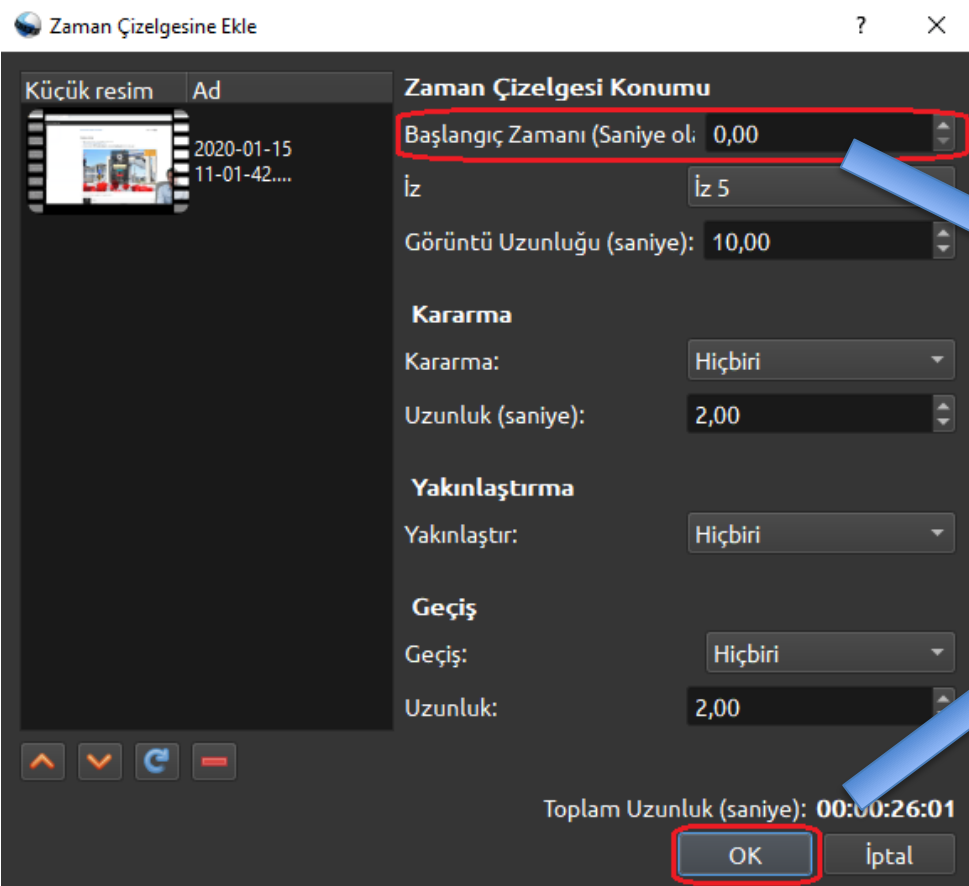 Zaman Çizelgesine Ekle
Küçük resim Ad
2020-01-15
11-01-42....
Zaman Çizelgesi Konumu
Başlangıç Zamanı (Saniye ola 0,00
İz İz 5
Görüntü Uzunluğu (saniye): 10,00
Kararma
Kararma: Hiçbiri
Uzunluk (saniye): 2,00
Yakınlaştırma
Yakınlaştır: Hiçbiri
Geçiş
Geçiş: Hiçbiri
Uzunluk: 2,00
Toplam Uzunluk (saniye): 00:00:26:01
OK İptal